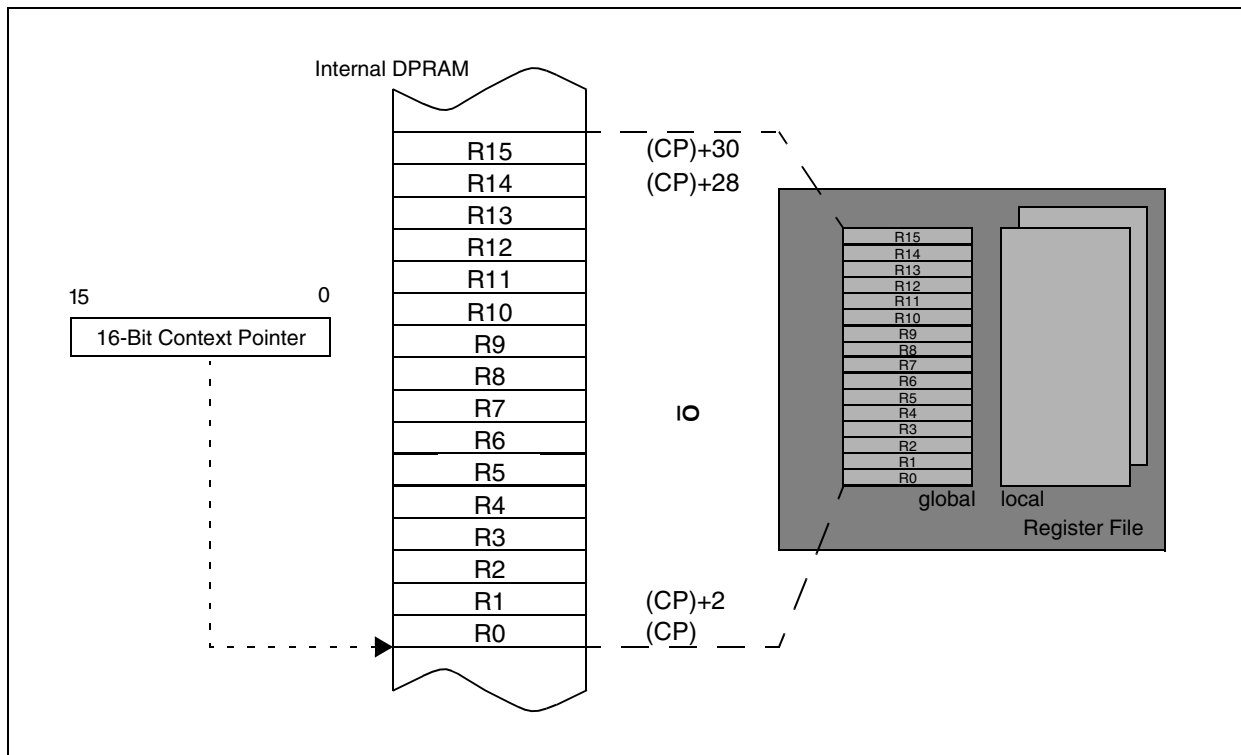 Internal DPRAM
R15
R14
R13
R12
R11
R10
R9
R8
R7
R6
R5
R4
R3
R2
R1
R0
15 0
16-Bit Context Pointer
(CP)+30
(CP)+28
(CP)+2
(CP)
R15
R14
R13
R12
R11
R10
R9
R8
R7
R6
R5
R4
R3
R2
R1
R0
global local
Register File